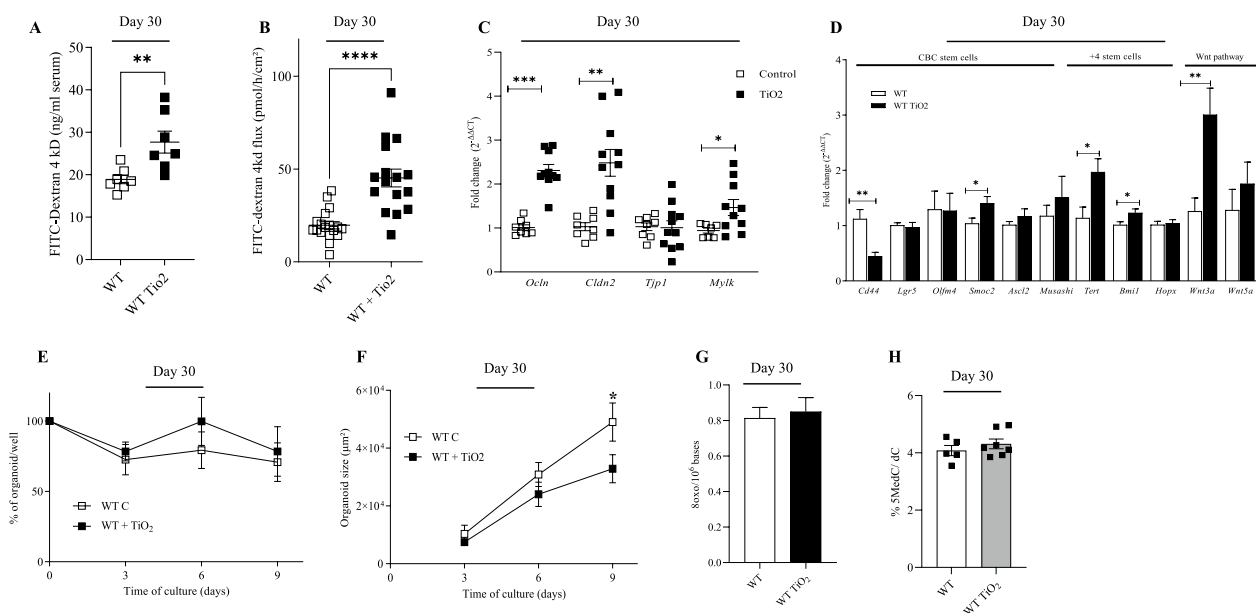 A
Day 30
**
FITC-Dextran 4 kD (ng/ml serum)
50
40
30
20
10
0
WT
WT Tio2
B
Day 30
****
FITC-dextran 4kd flux (pmol/h/cm²)
100
50
0
WT
WT + TiO2
C
Day 30
Fold change (2^-ΔΔCT)
5
4
3
2
1
0
***
**
*
Control
TiO2
Ocln
Cldn2
Tjp1
Mylk
D
Day 30
CBC stem cells
+4 stem cells
Wnt pathway
WT
WT TiO2
Fold change (2^-ΔΔCT)
4
3
2
1
0
**
*
*
*
**
Cd44
Lgr5
Olfm4
Smoc2
Ascl2
Musashi
Tert
Bmi1
Hopx
Wnt3a
Wnt5a
E
Day 30
% of organoid/well
100
50
0
WT C
WT + TiO₂
0
3
6
9
Time of culture (days)
F
Day 30
Organoid size (µm²)
6×10⁴
4×10⁴
2×10⁴
0
*
WT C
WT + TiO2
0
3
6
9
Time of culture (days)
G
Day 30
8oxo/10⁶ bases
1.0
0.8
0.6
0.4
0.2
0.0
WT
WT TiO₂
H
Day 30
% 5MedC/ dC
6
4
2
0
WT
WT TiO₂